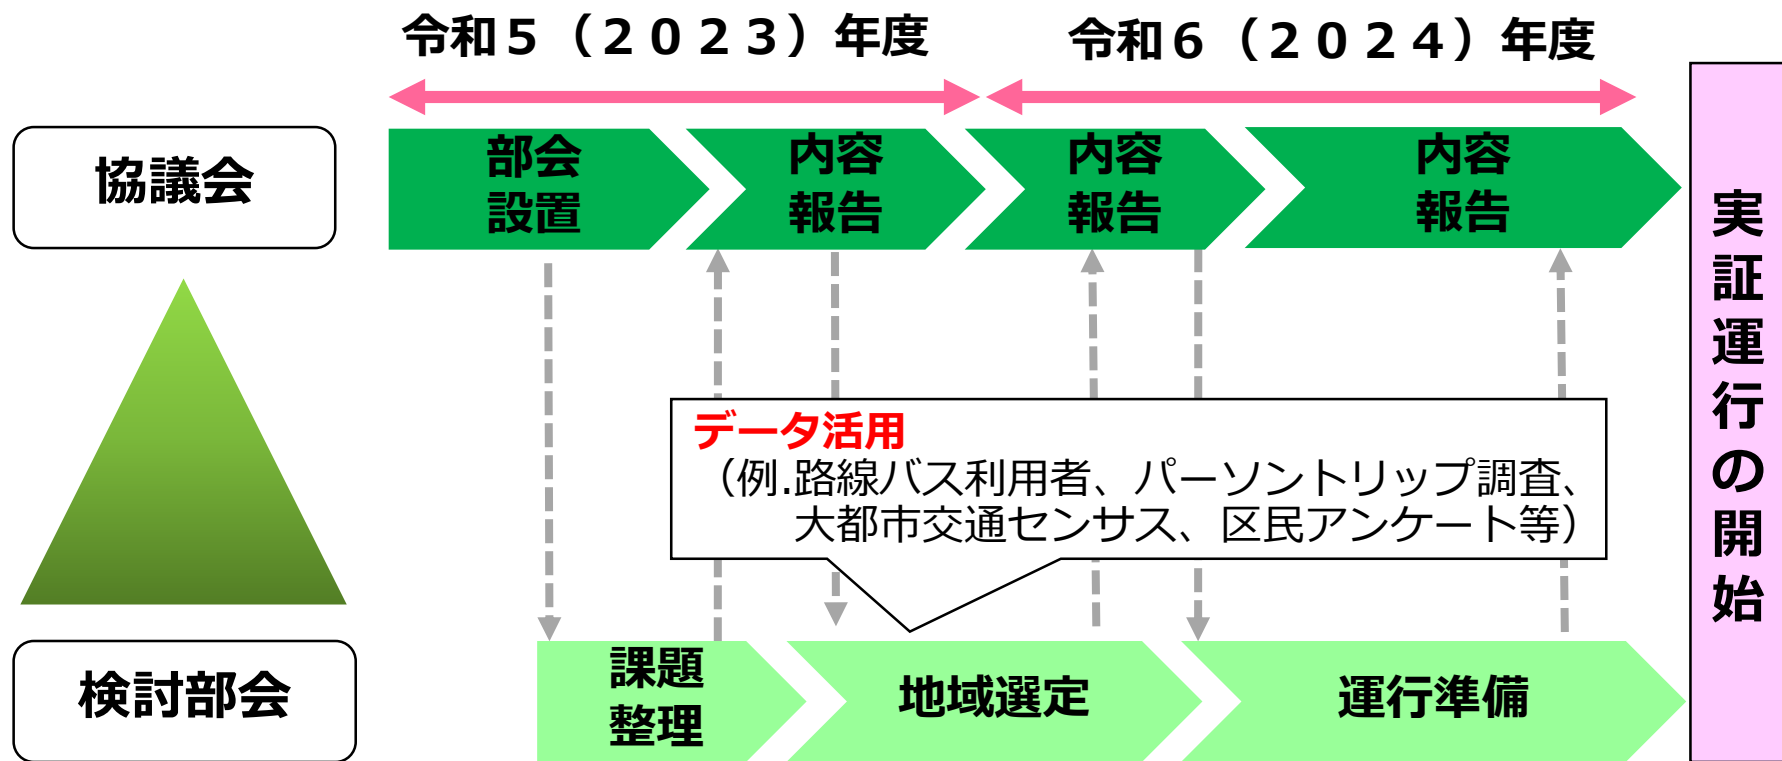 令和５（２０２３）年度
令和６（２０２４）年度
協議会
部会
設置
内容
報告
内容
報告
内容
報告
実証運行の開始
データ活用
（例.路線バス利用者、パーソントリップ調査、
大都市交通センサス、区民アンケート等）
検討部会
課題
整理
地域選定
運行準備